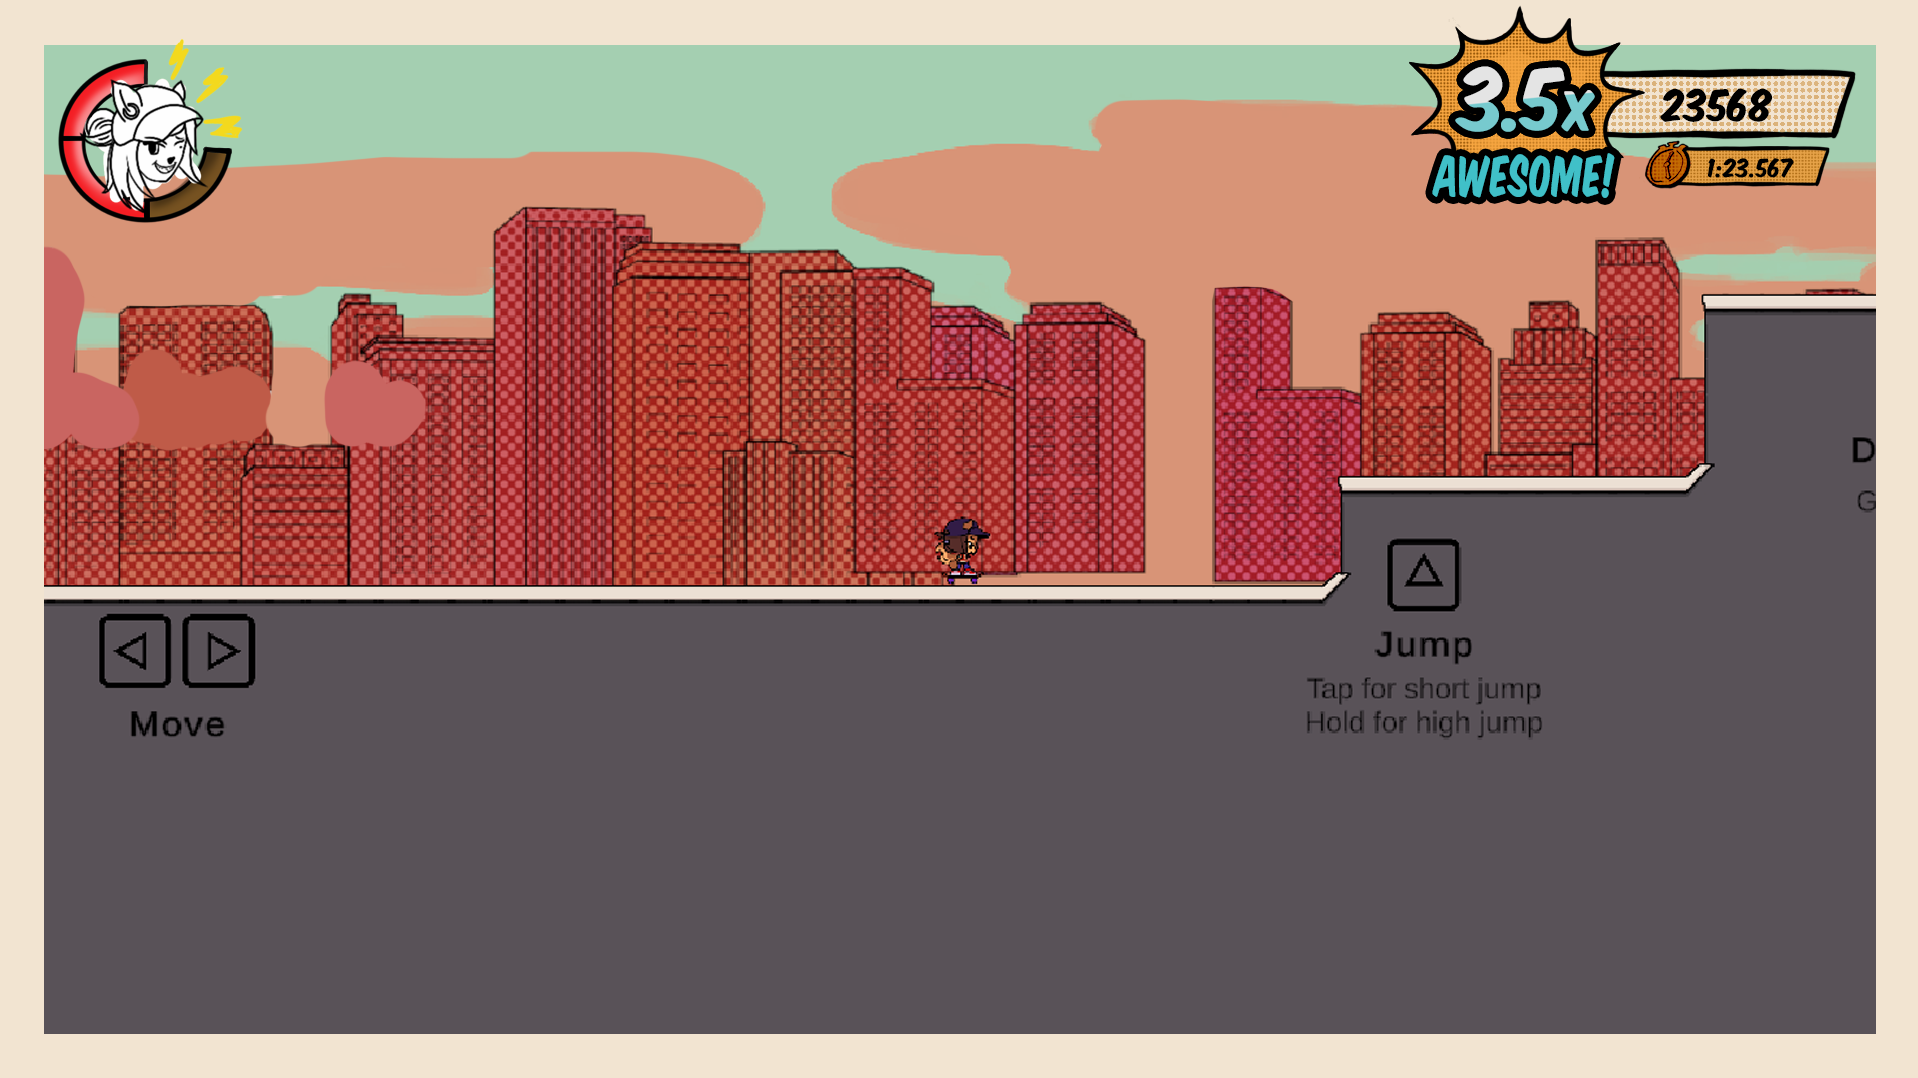 3.5x
23568
AWESOME!
1:23.567
D
G
Move
Jump
Tap for short jump
Hold for high jump